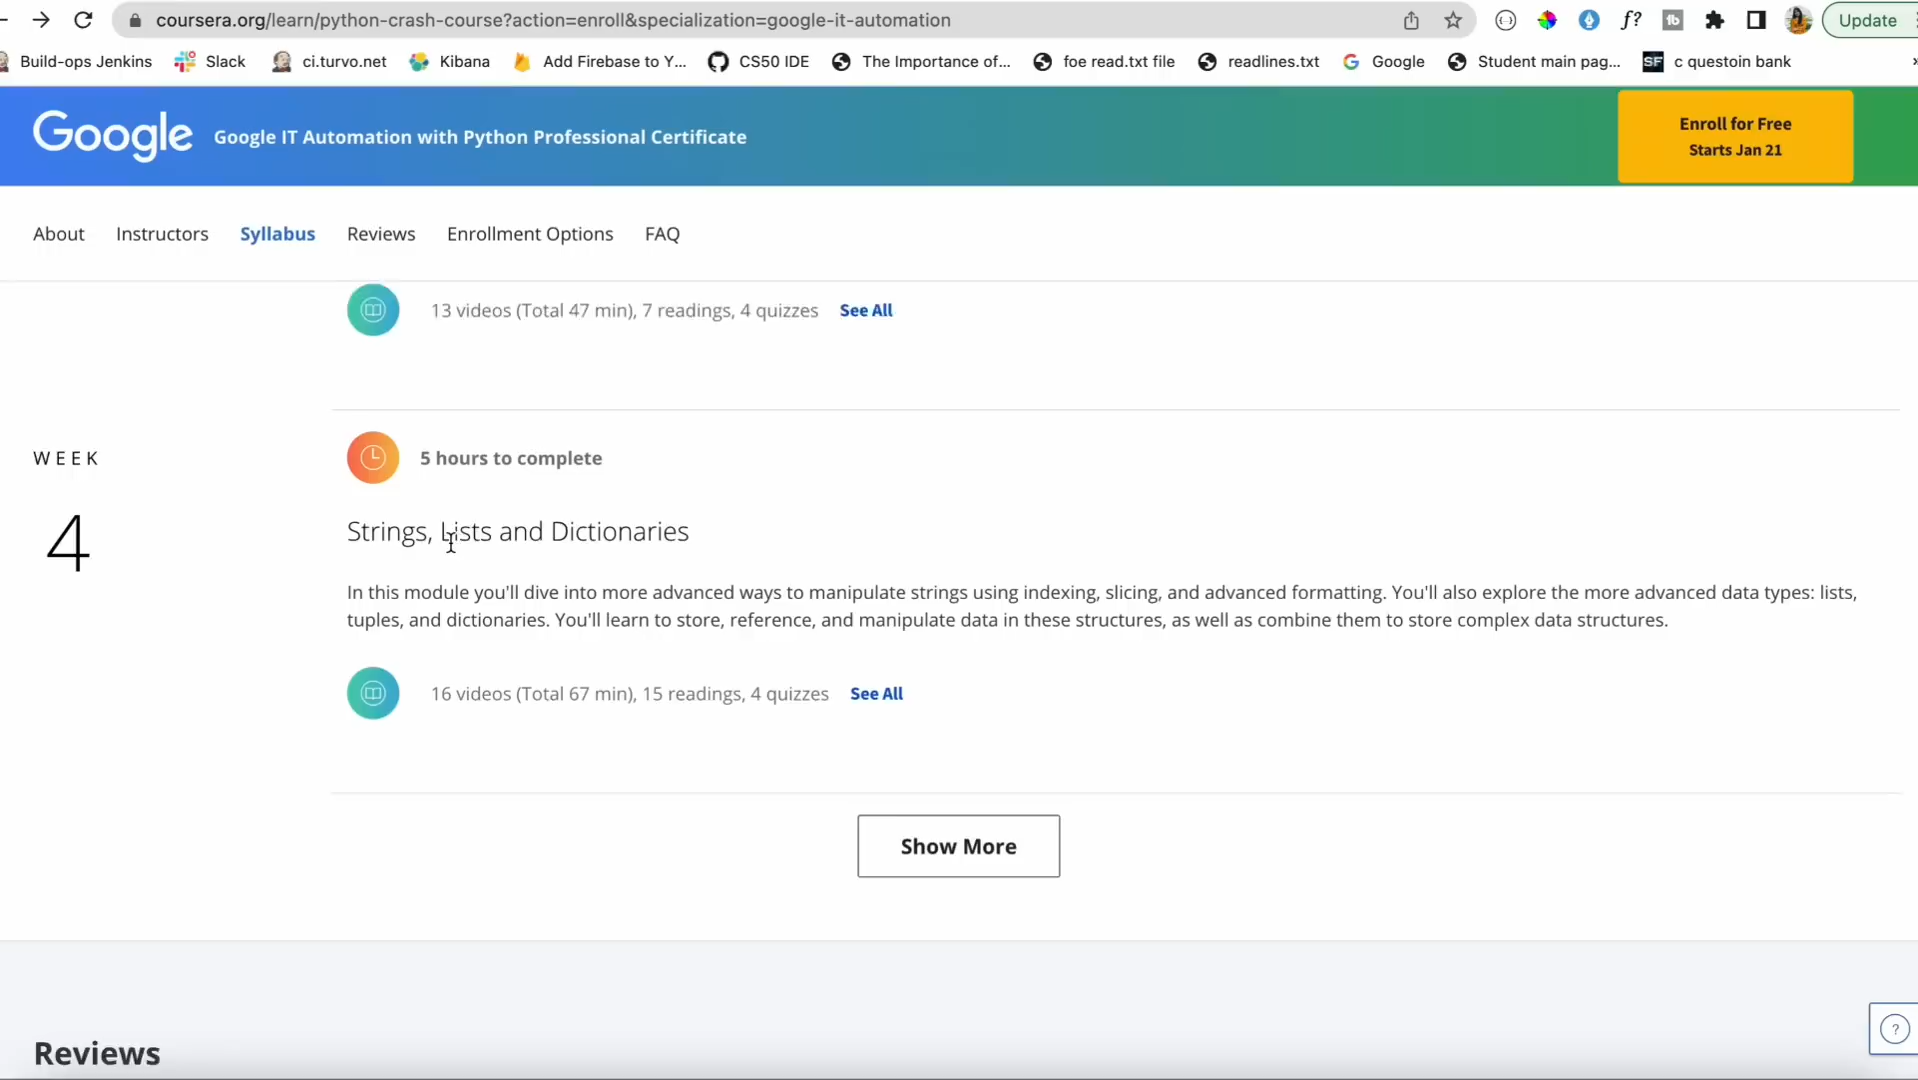 coursera.org/learn/python-crash-course?action=enroll&specialization=google-it-automation
f?
fb
Update
Build-ops Jenkins
Slack
ci.turvo.net
Kibana
Add Firebase to Y...
CS50 IDE
The Importance of...
foe read.txt file
readlines.txt
Google
Student main pag...
SF
c questoin bank
Google
Google IT Automation with Python Professional Certificate
Enroll for Free
Starts Jan 21
About
Instructors
Syllabus
Reviews
Enrollment Options
FAQ
13 videos (Total 47 min), 7 readings, 4 quizzes
See All
WEEK
4
5 hours to complete
Strings, Lists and Dictionaries
In this module you'll dive into more advanced ways to manipulate strings using indexing, slicing, and advanced formatting. You'll also explore the more advanced data types: lists,
tuples, and dictionaries. You'll learn to store, reference, and manipulate data in these structures, as well as combine them to store complex data structures.
16 videos (Total 67 min), 15 readings, 4 quizzes
See All
Show More
Reviews
?